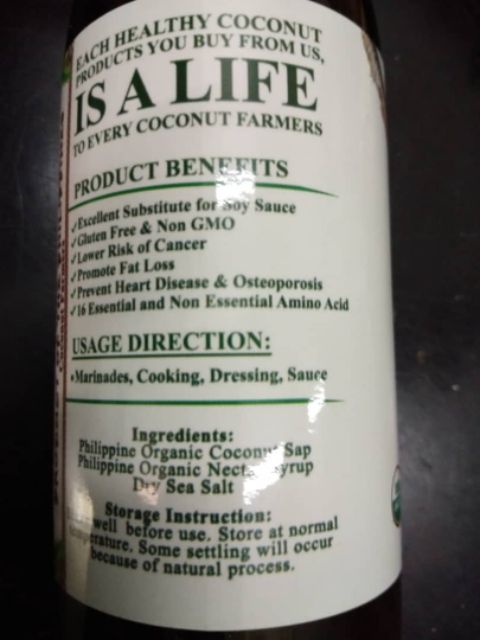 EACH HEALTHY COCONUT
PRODUCTS YOU BUY FROM US,
IS A LIFE
TO EVERY COCONUT FARMERS
PRODUCT BENEFITS
✓Excellent Substitute for Soy Sauce
✓Gluten Free & Non GMO
✓Lower Risk of Cancer
✓Promote Fat Loss
✓Prevent Heart Disease & Osteoporosis
✓16 Essential and Non Essential Amino Acid
USAGE DIRECTION:
•Marinades, Cooking, Dressing, Sauce
Ingredients:
Philippine Organic Coconut Sap
Philippine Organic Nectar Syrup
Dry Sea Salt
Storage Instruction:
well before use. Store at normal
temperature. Some settling will occur
because of natural process.